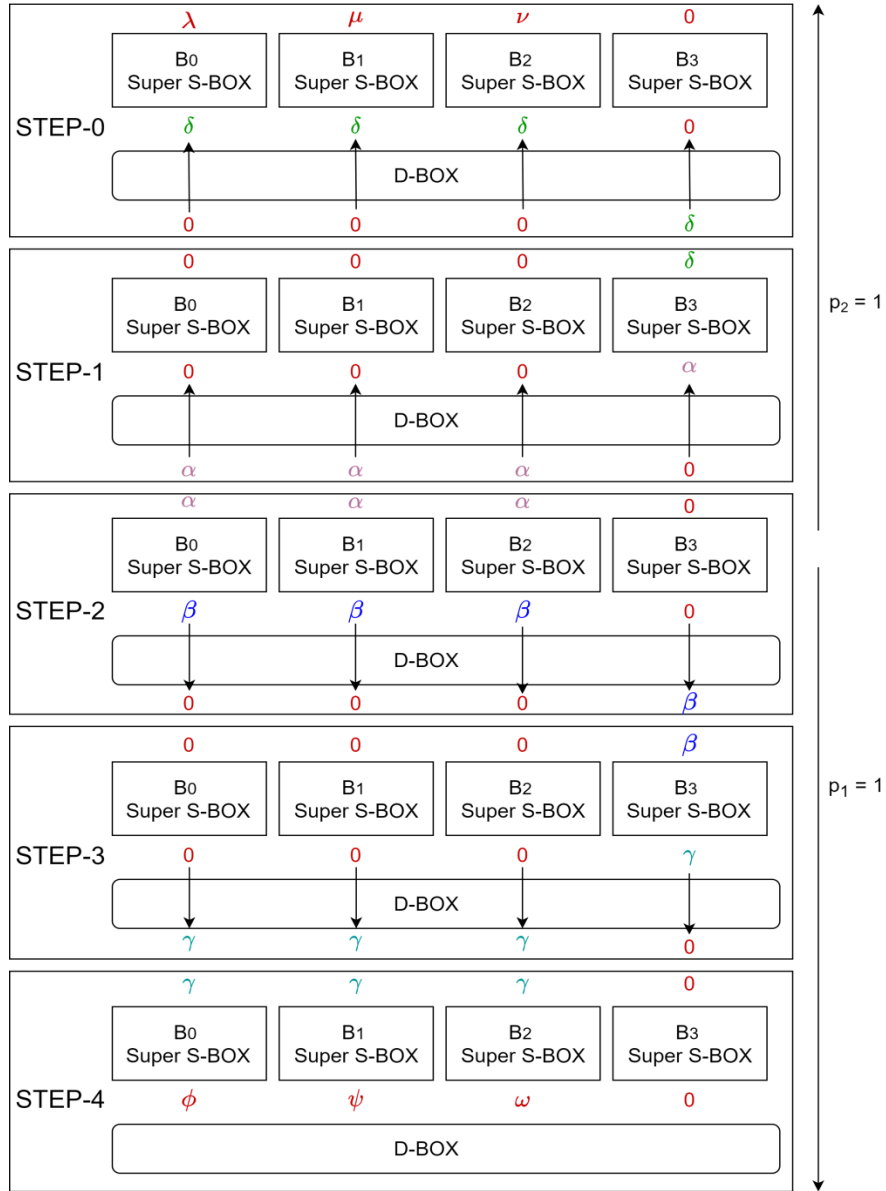 λ μ ν 0
B0 Super S-BOX B1 Super S-BOX B2 Super S-BOX B3 Super S-BOX
STEP-0
δ δ δ 0
D-BOX
0 0 0 δ
0 0 0 δ
B0 Super S-BOX B1 Super S-BOX B2 Super S-BOX B3 Super S-BOX
p2 = 1
STEP-1
0 0 0 α
D-BOX
α α α 0
α α α 0
B0 Super S-BOX B1 Super S-BOX B2 Super S-BOX B3 Super S-BOX
STEP-2
β β β 0
D-BOX
0 0 0 β
0 0 0 β
B0 Super S-BOX B1 Super S-BOX B2 Super S-BOX B3 Super S-BOX
p1 = 1
STEP-3
0 0 0 γ
D-BOX
γ γ γ 0
γ γ γ 0
B0 Super S-BOX B1 Super S-BOX B2 Super S-BOX B3 Super S-BOX
STEP-4
ϕ ψ ω 0
D-BOX